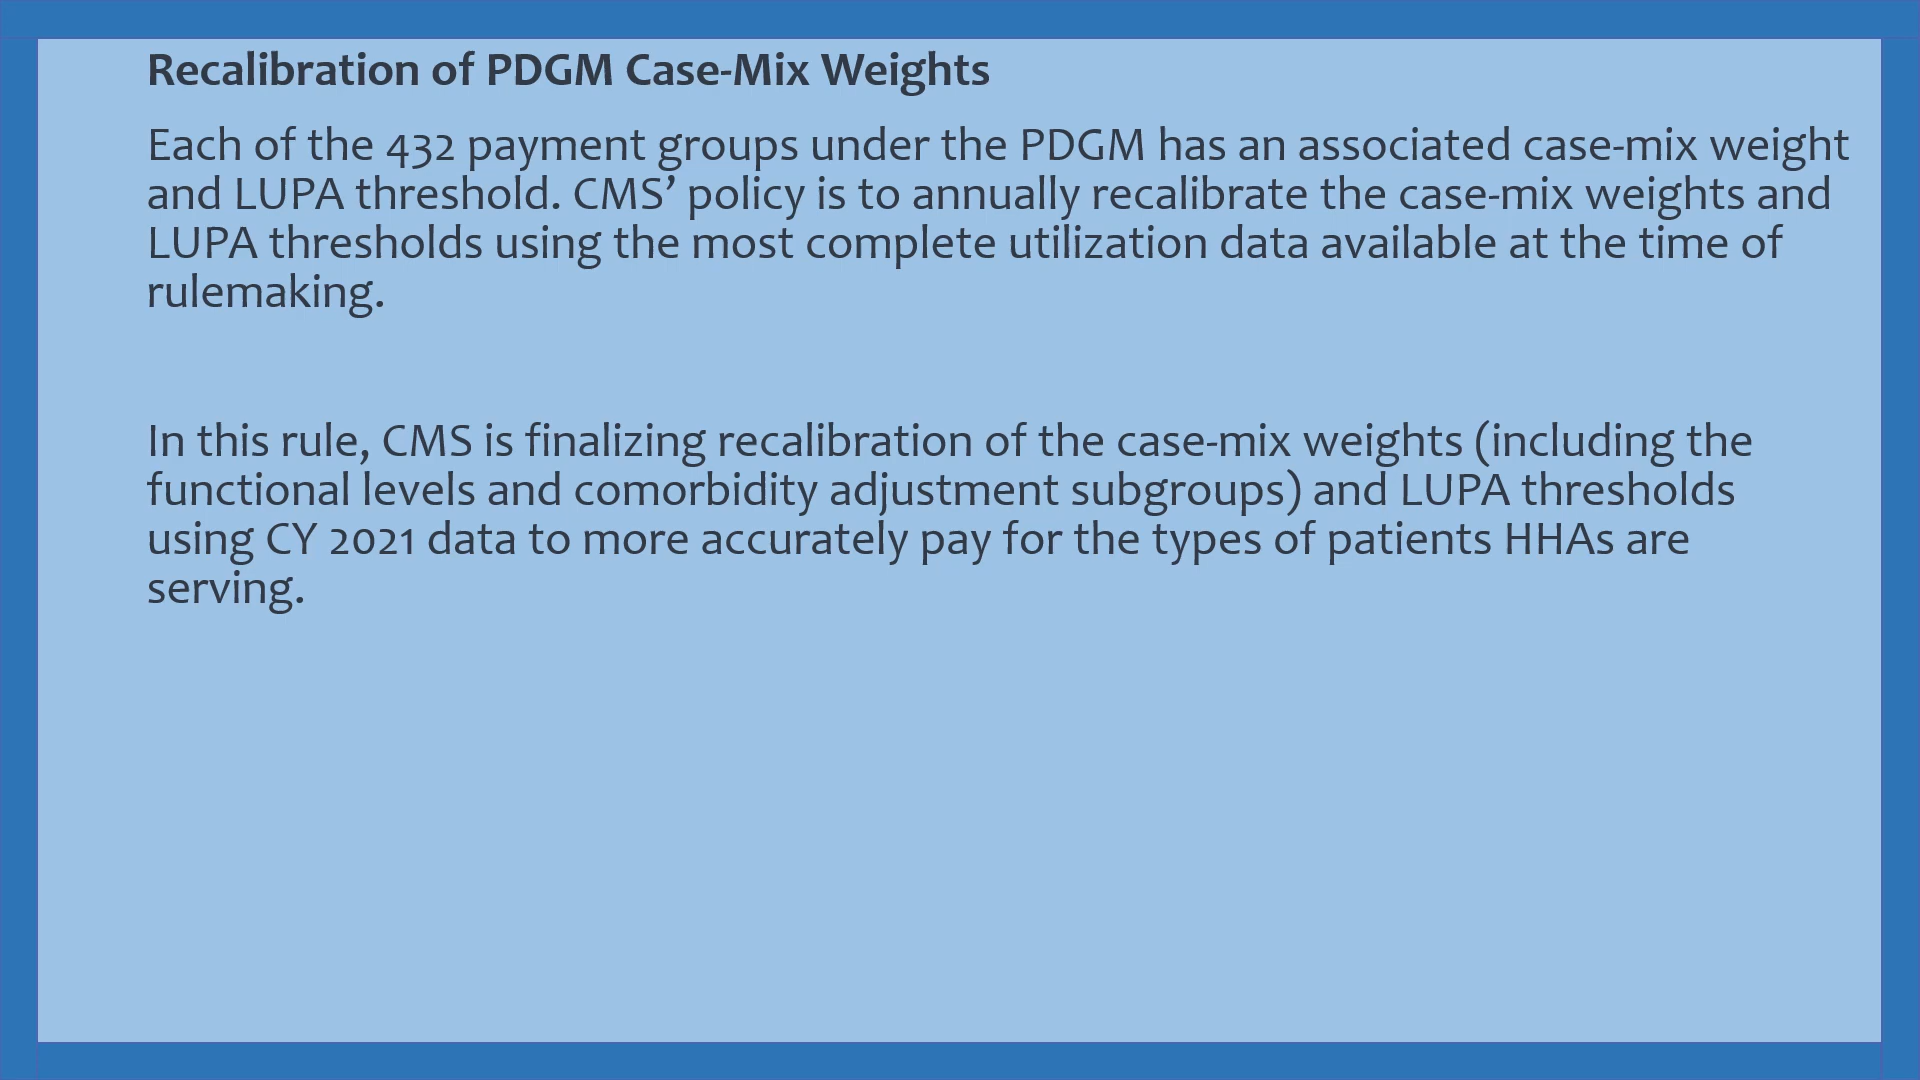 Recalibration of PDGM Case-Mix Weights
Each of the 432 payment groups under the PDGM has an associated case-mix weight
and LUPA threshold. CMS’ policy is to annually recalibrate the case-mix weights and
LUPA thresholds using the most complete utilization data available at the time of
rulemaking.
In this rule, CMS is finalizing recalibration of the case-mix weights (including the
functional levels and comorbidity adjustment subgroups) and LUPA thresholds
using CY 2021 data to more accurately pay for the types of patients HHAs are
serving.